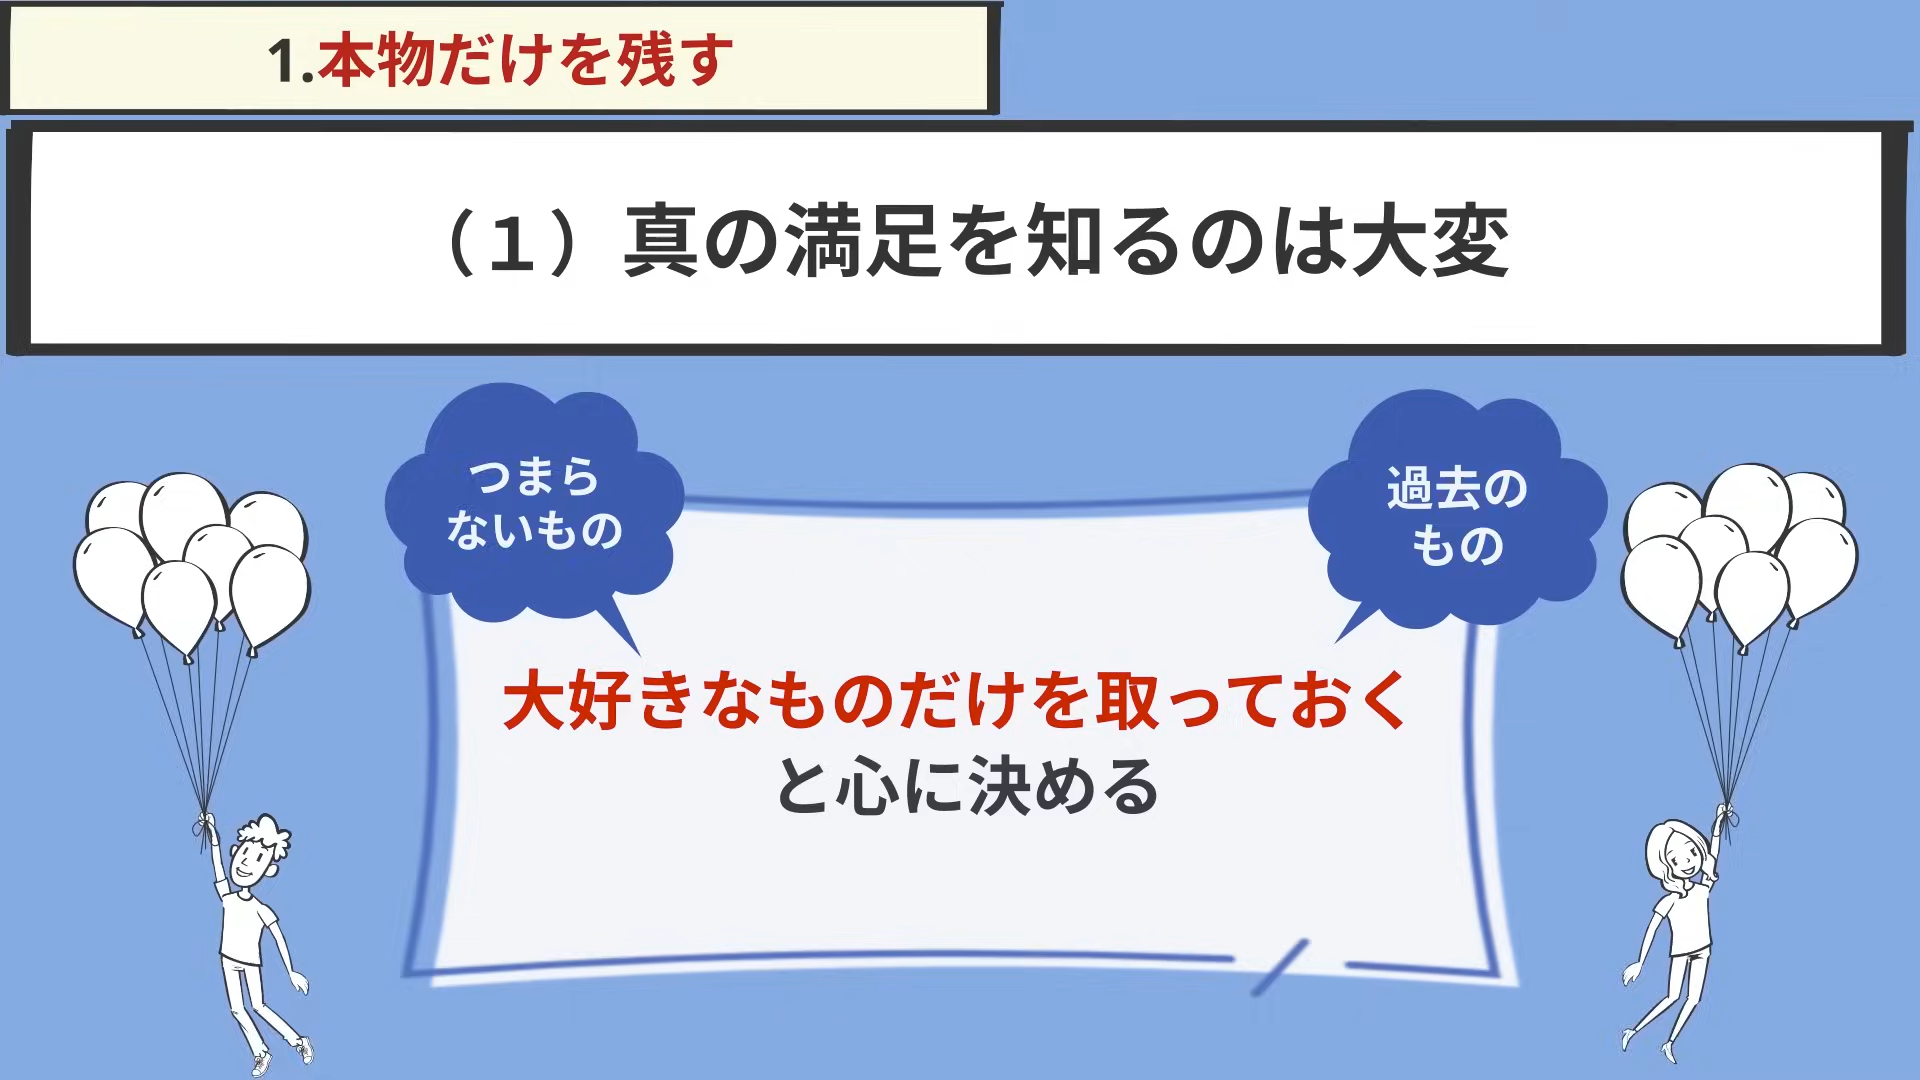 1.本物だけを残す
（１）真の満足を知るのは大変
つまら
ないもの
過去の
もの
大好きなものだけを取っておく
と心に決める